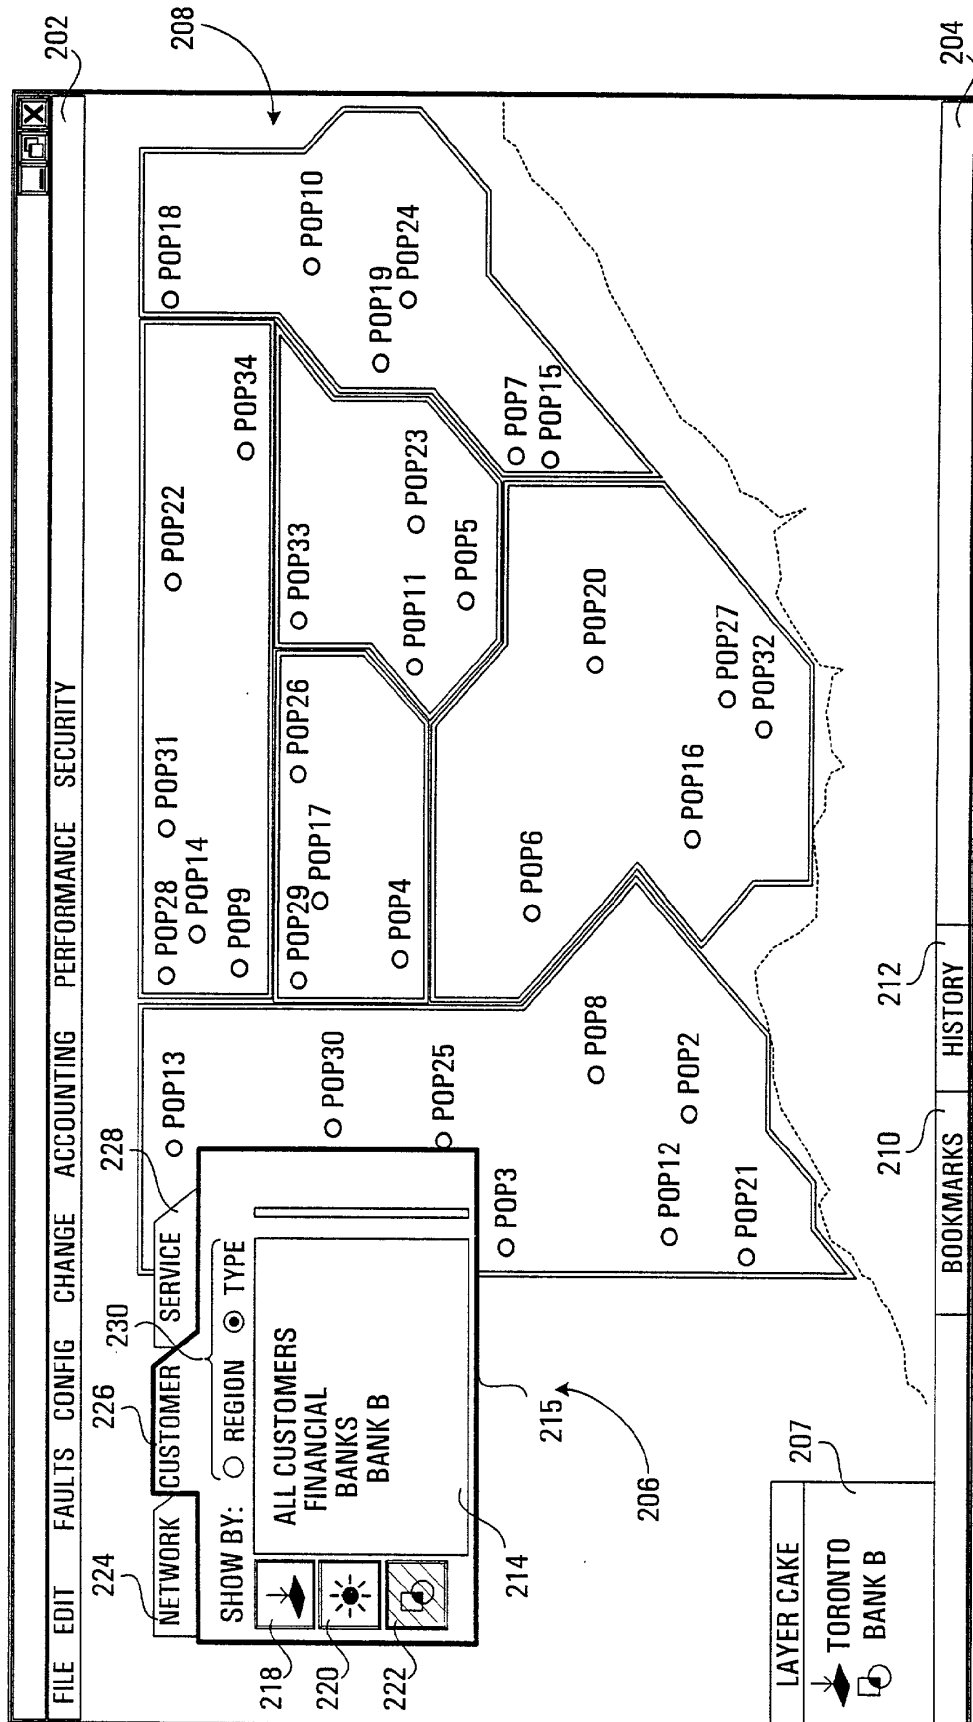 FILE EDIT FAULTS CONFIG CHANGE ACCOUNTING PERFORMANCE SECURITY
202
208
224
226
228
230
NETWORK
CUSTOMER
SERVICE
SHOW BY:
REGION
TYPE
ALL CUSTOMERS
FINANCIAL
BANKS
BANK B
218
220
222
214
215
206
POP13
POP30
POP25
POP3
POP8
POP2
POP12
POP21
POP28
POP14
POP31
POP9
POP22
POP34
POP29
POP17
POP26
POP4
POP33
POP11
POP23
POP5
POP18
POP10
POP19
POP24
POP7
POP15
POP6
POP20
POP16
POP27
POP32
207
LAYER CAKE
TORONTO
BANK B
210
212
BOOKMARKS
HISTORY
204